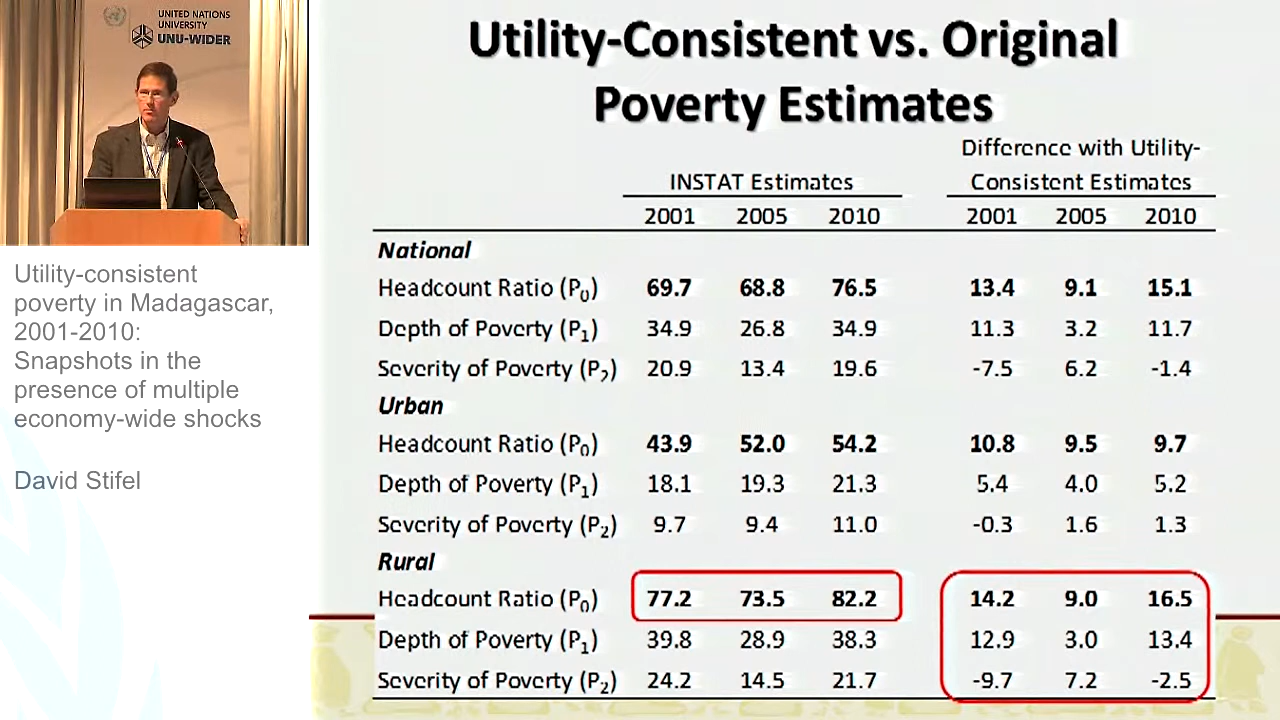 UNITED NATIONS
UNIVERSITY
UNU-WIDER
Utility-consistent
poverty in Madagascar,
2001-2010:
Snapshots in the
presence of multiple
economy-wide shocks
David Stifel
Utility-Consistent vs. Original
Poverty Estimates
Difference with Utility-
INSTAT Estimates Consistent Estimates
2001 2005 2010 2001 2005 2010
National
Headcount Ratio (P0) 69.7 68.8 76.5 13.4 9.1 15.1
Depth of Poverty (P1) 34.9 26.8 34.9 11.3 3.2 11.7
Severity of Poverty (P2) 20.9 13.4 19.6 -7.5 6.2 -1.4
Urban
Headcount Ratio (P0) 43.9 52.0 54.2 10.8 9.5 9.7
Depth of Poverty (P1) 18.1 19.3 21.3 5.4 4.0 5.2
Severity of Poverty (P2) 9.7 9.4 11.0 -0.3 1.6 1.3
Rural
Headcount Ratio (P0) 77.2 73.5 82.2 14.2 9.0 16.5
Depth of Poverty (P1) 39.8 28.9 38.3 12.9 3.0 13.4
Severity of Poverty (P2) 24.2 14.5 21.7 -9.7 7.2 -2.5